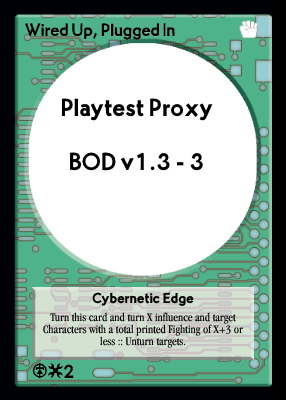 Wired Up, Plugged In
Playtest Proxy
BOD v1.3 - 3
Cybernetic Edge
Turn this card and turn X influence and target
Characters with a total printed Fighting of X+3 or
less :: Unturn targets.
2